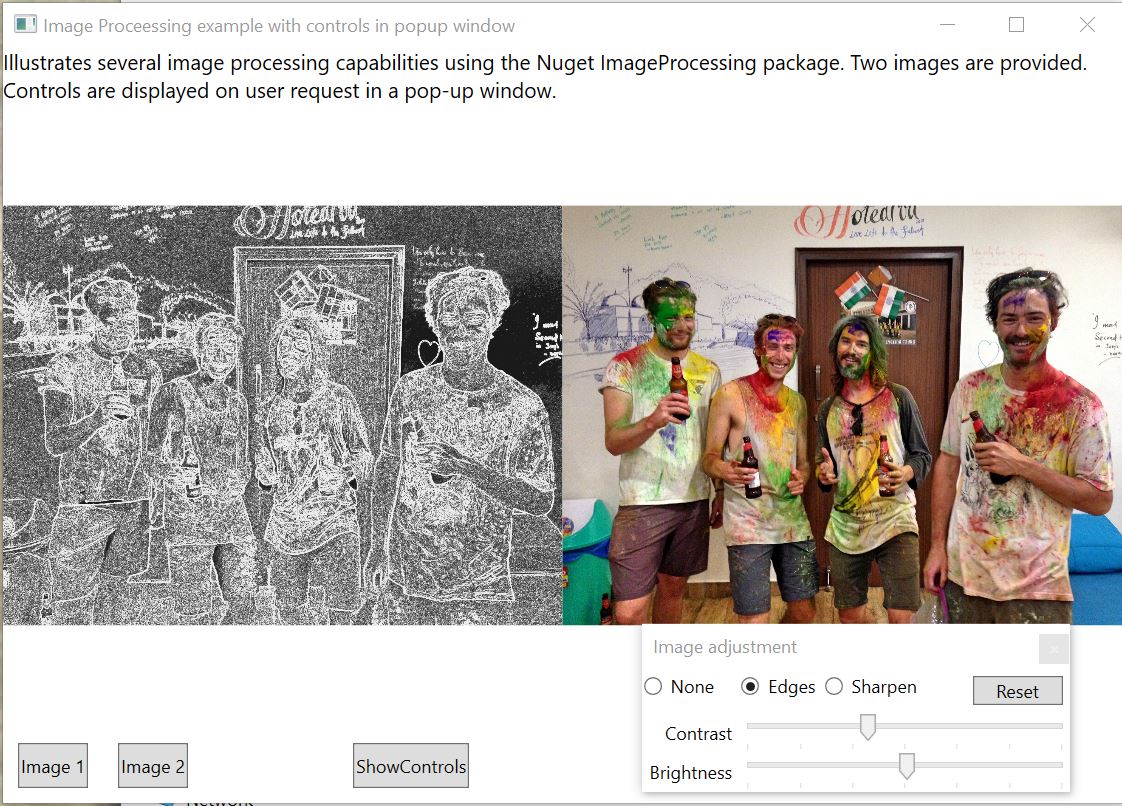 Image Proceessing example with controls in popup window
Illustrates several image processing capabilities using the Nuget ImageProcessing package. Two images are provided.
Controls are displayed on user request in a pop-up window.
Image adjustment
None Edges Sharpen Reset
Contrast
Brightness
Image 1 Image 2 ShowControls
Network